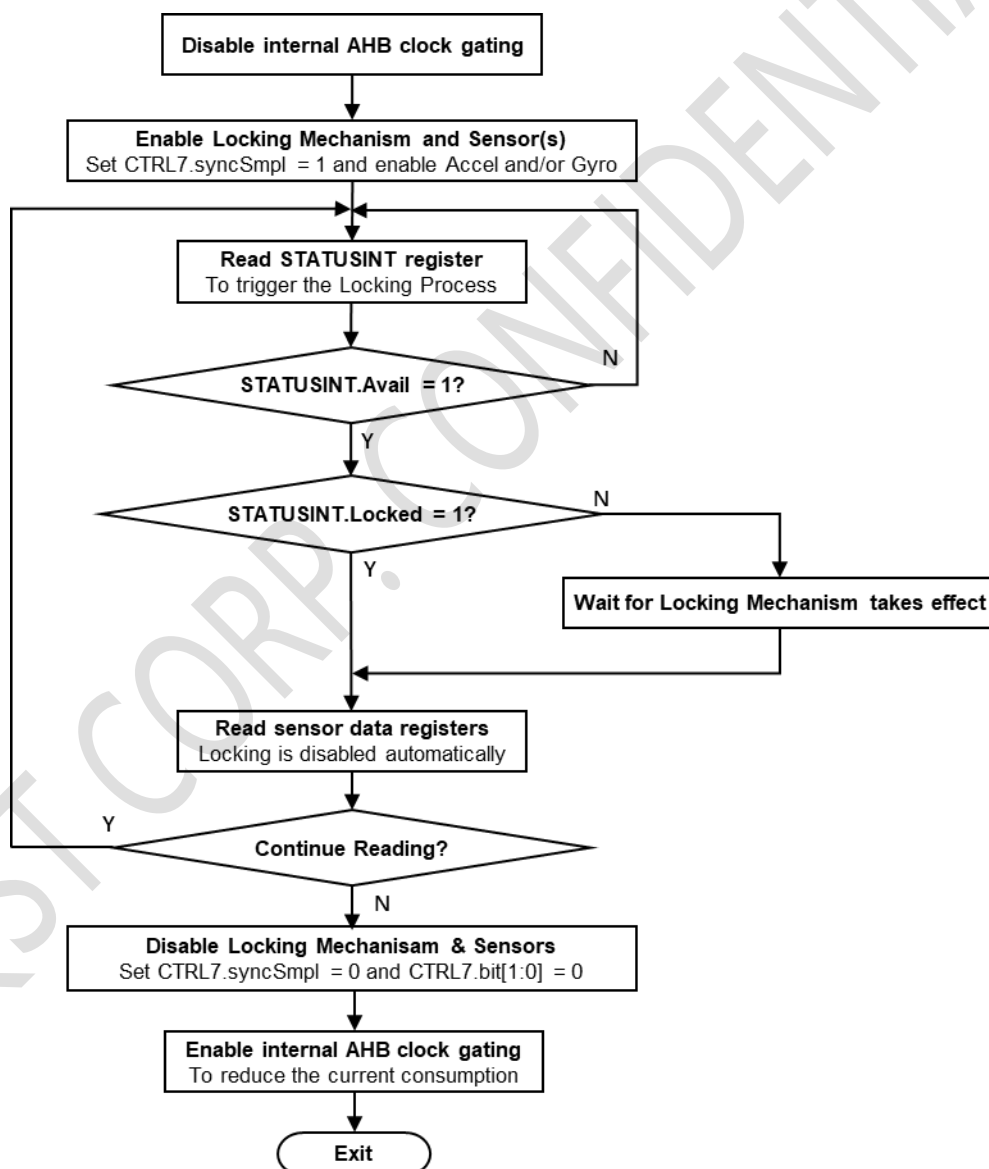 Disable internal AHB clock gating
Enable Locking Mechanism and Sensor(s)
Set CTRL7.syncSmpl = 1 and enable Accel and/or Gyro
Read STATUSINT register
To trigger the Locking Process
N
STATUSINT.Avail = 1?
Y
N
STATUSINT.Locked = 1?
Y
Wait for Locking Mechanism takes effect
Read sensor data registers
Locking is disabled automatically
Y
Continue Reading?
N
Disable Locking Mechanisam & Sensors
Set CTRL7.syncSmpl = 0 and CTRL7.bit[1:0] = 0
Enable internal AHB clock gating
To reduce the current consumption
Exit
RST CORP. CONFIDENTIA